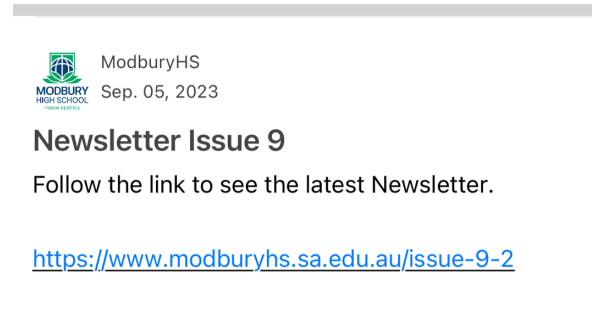 ModburyHS
MODBURY
HIGH SCHOOL
Sep. 05, 2023
Newsletter Issue 9
Follow the link to see the latest Newsletter.
https://www.modburyhs.sa.edu.au/issue-9-2